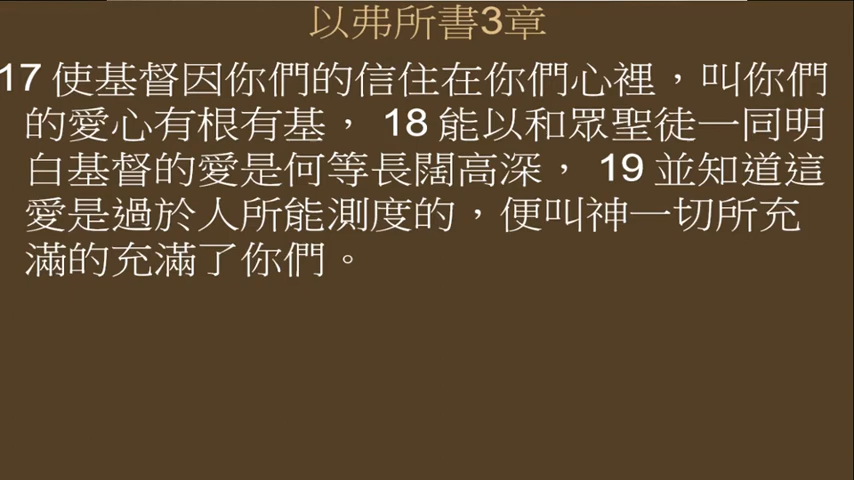 以弗所書3章
17 使基督因你們的信住在你們心裡，叫你們
的愛心有根有基， 18 能以和眾聖徒一同明
白基督的愛是何等長闊高深， 19 並知道這
愛是過於人所能測度的，便叫神一切所充
滿的充滿了你們。